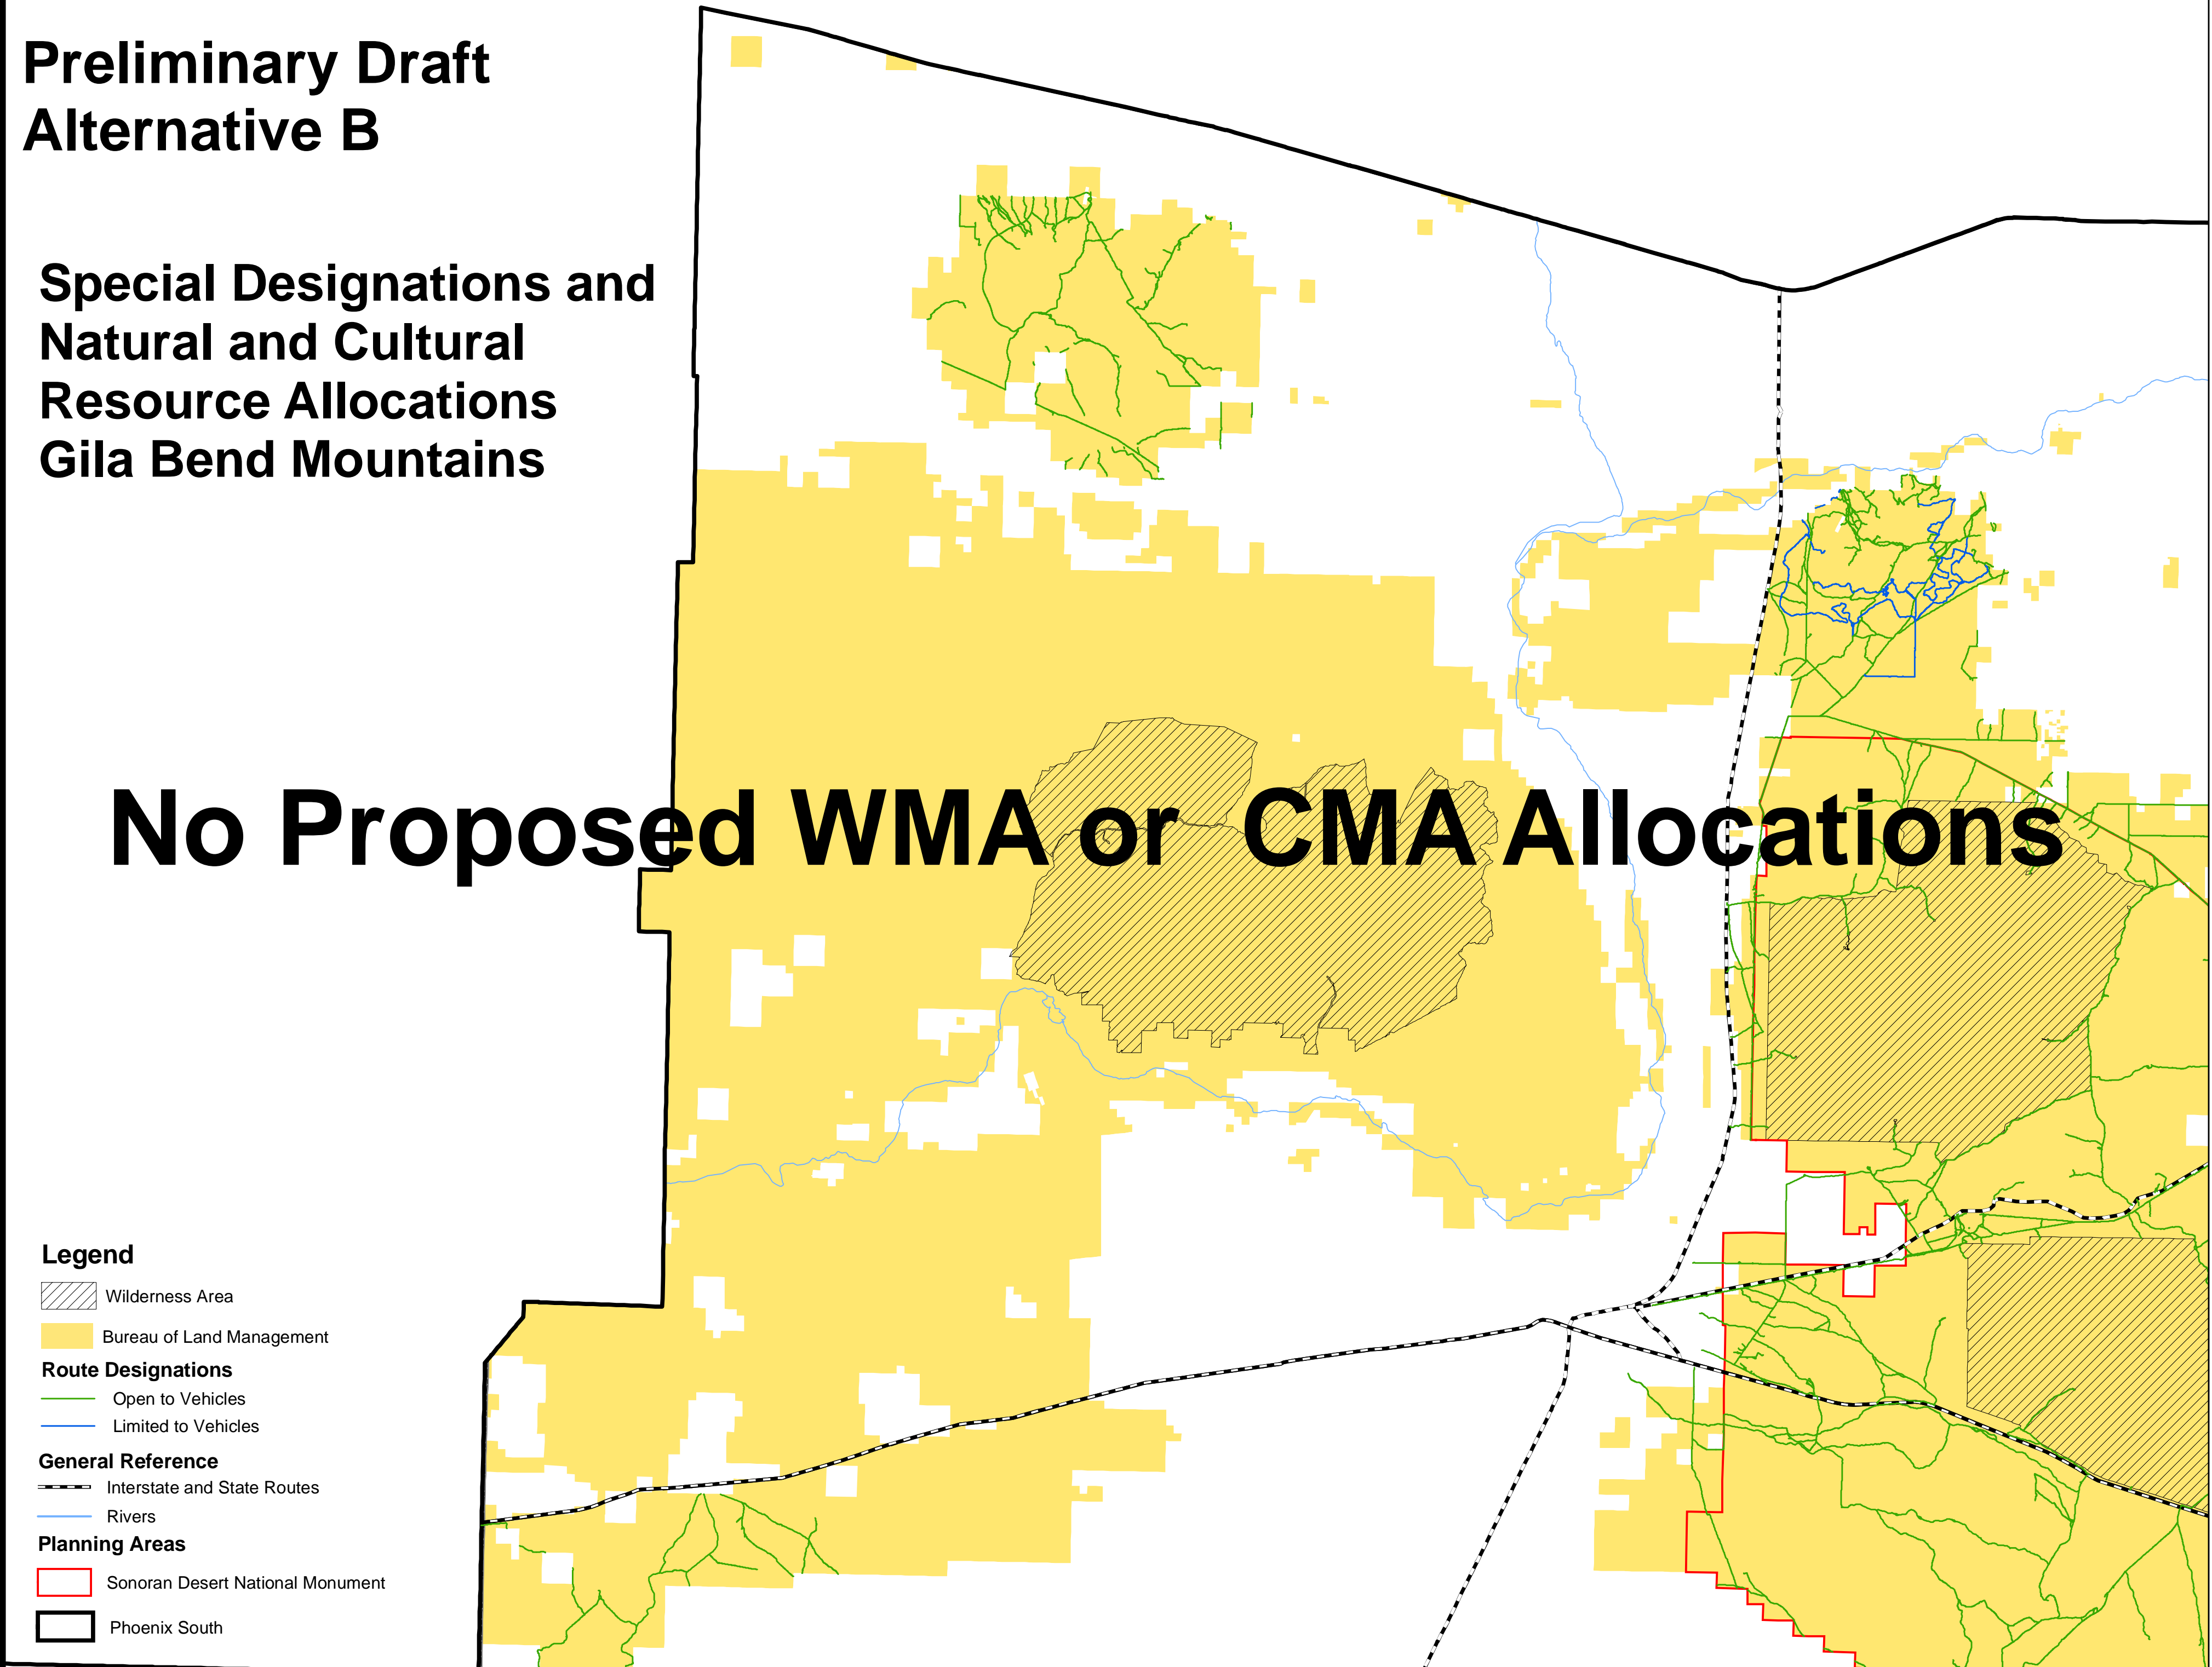 Preliminary Draft
Alternative B
Special Designations and
Natural and Cultural
Resource Allocations
Gila Bend Mountains
No Proposed WMA or CMA Allocations
Legend
Wilderness Area
Bureau of Land Management
Route Designations
Open to Vehicles
Limited to Vehicles
General Reference
Interstate and State Routes
Rivers
Planning Areas
Sonoran Desert National Monument
Phoenix South